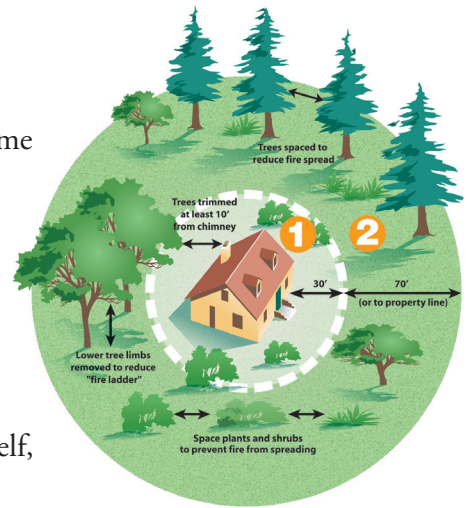 me
Trees spaced to
reduce fire spread
Trees trimmed
at least 10'
from chimney
1
2
30'
70'
(or to property line)
Lower tree limbs
removed to reduce
"fire ladder"
Space plants and shrubs
to prevent fire from spreading
elf,